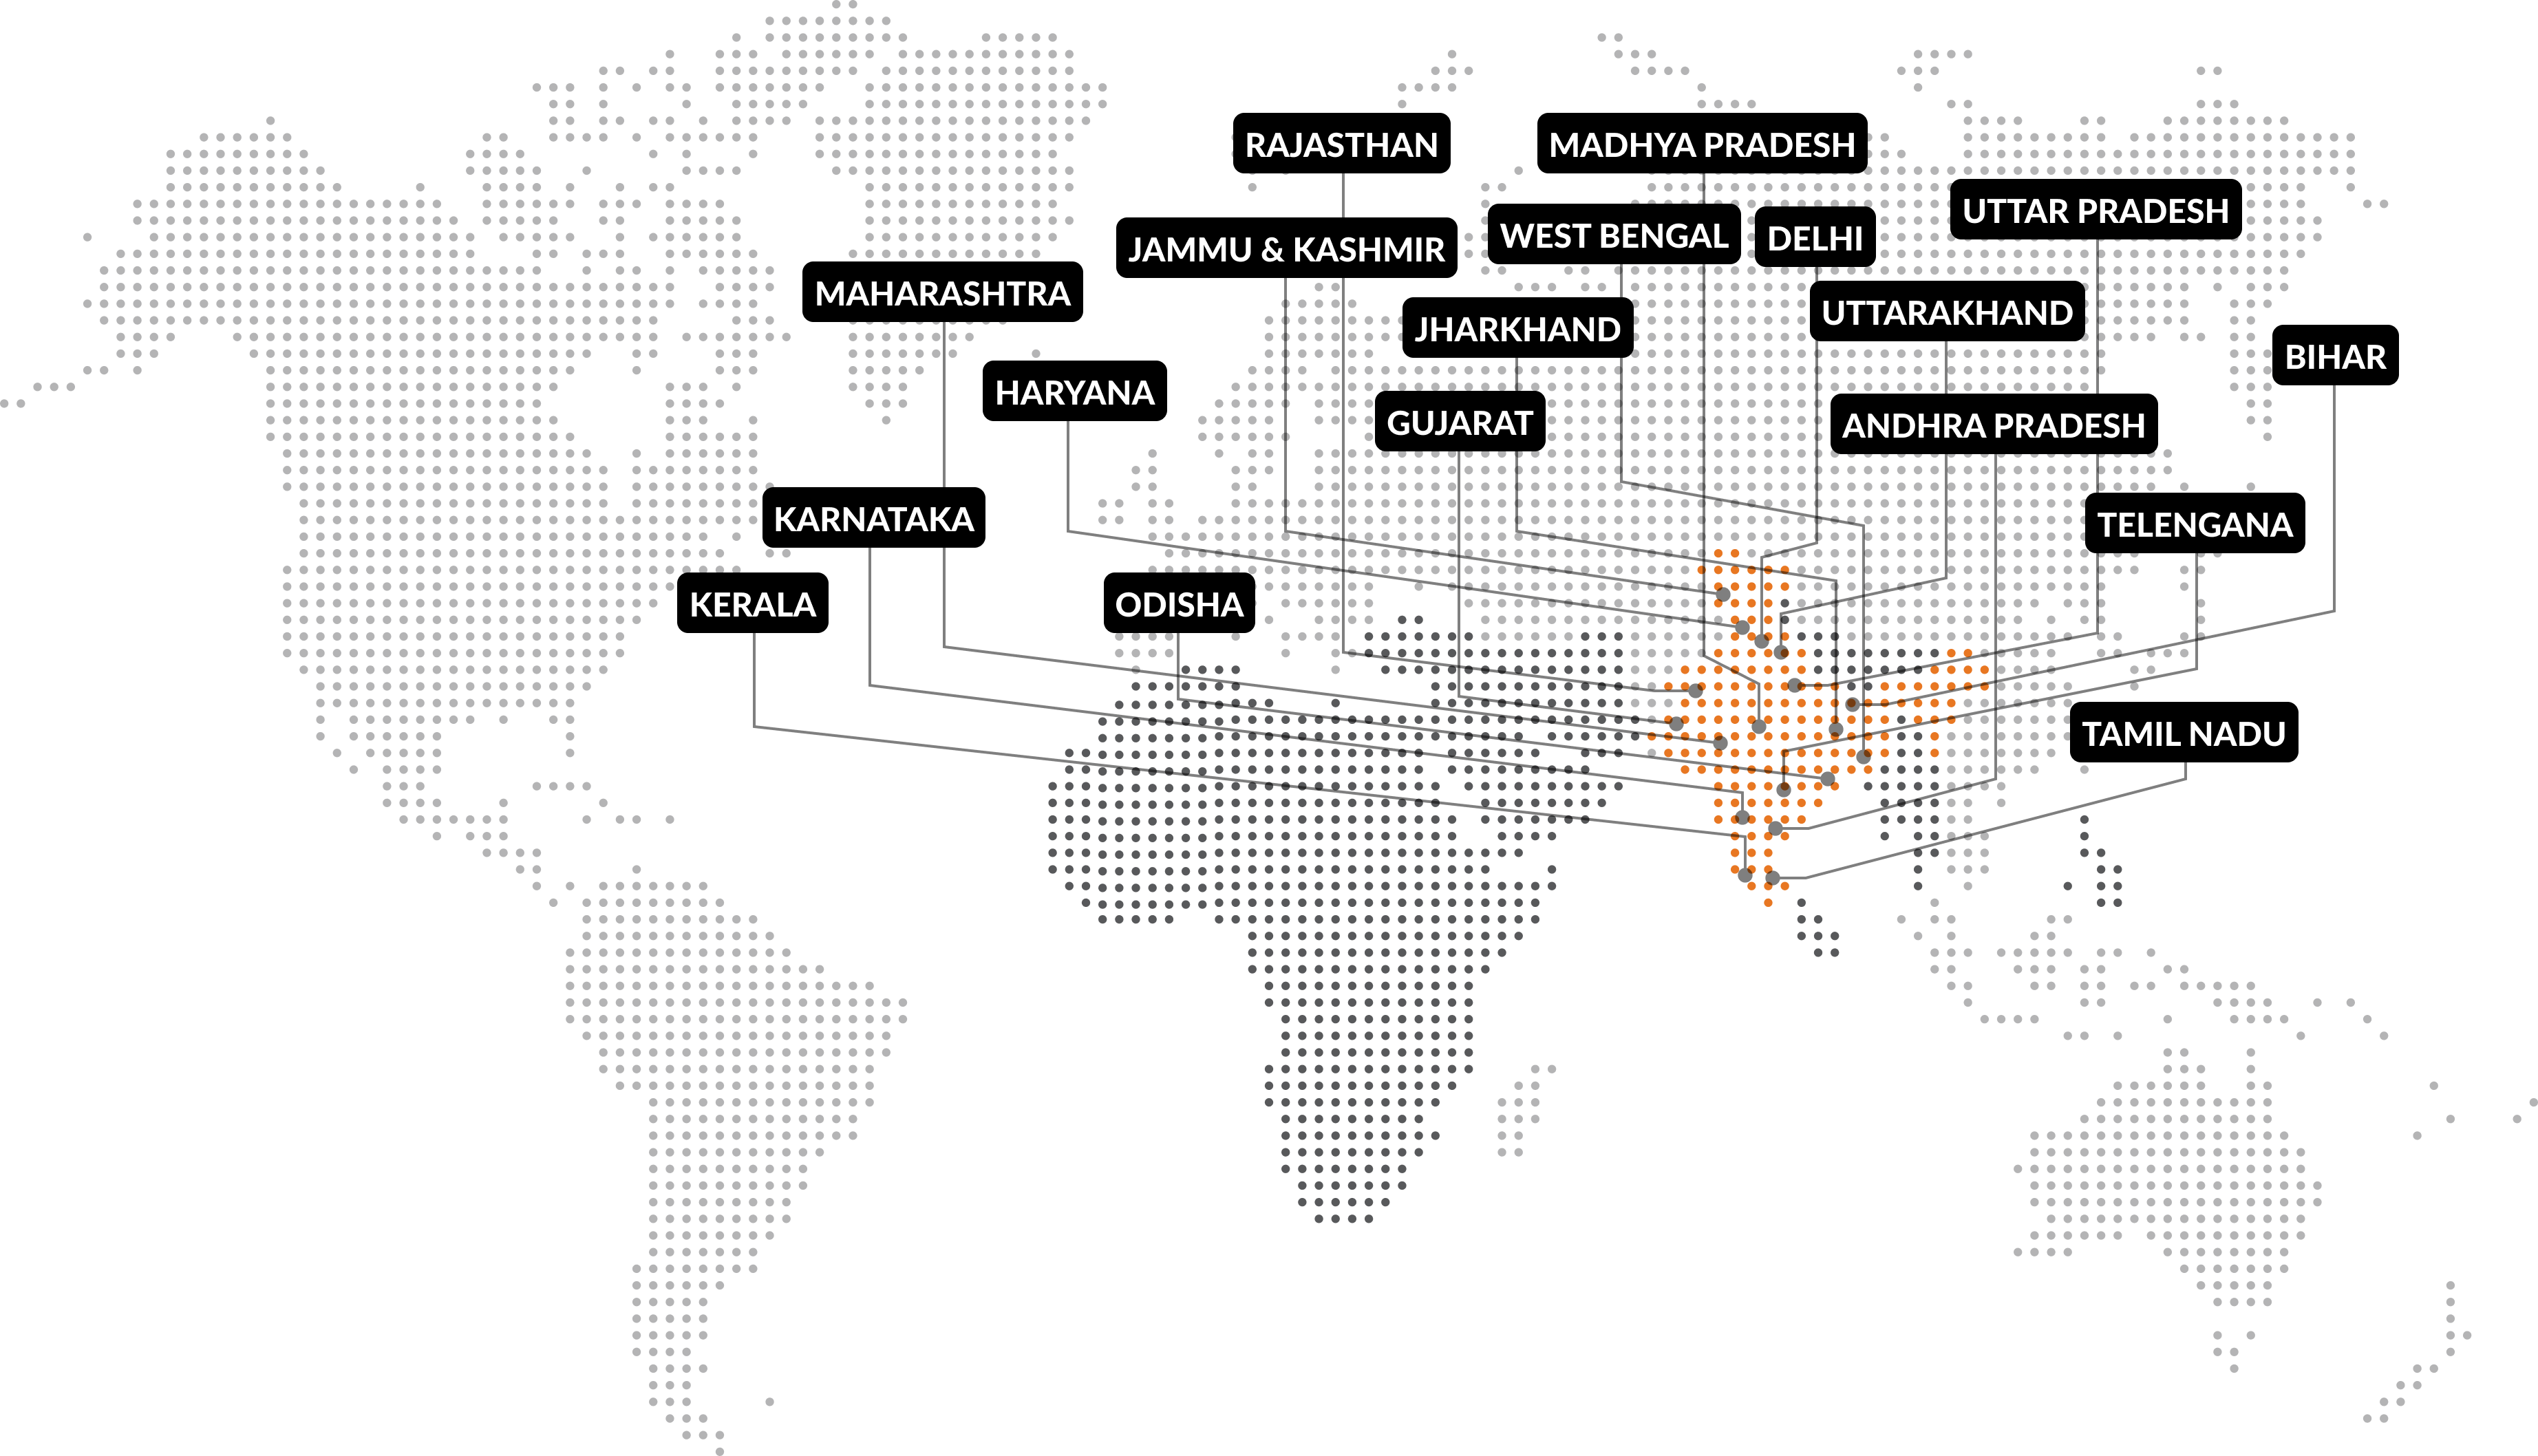 RAJASTHAN
MADHYA PRADESH
UTTAR PRADESH
JAMMU & KASHMIR
WEST BENGAL
DELHI
MAHARASHTRA
JHARKHAND
UTTARAKHAND
BIHAR
HARYANA
GUJARAT
ANDHRA PRADESH
KARNATAKA
TELENGANA
KERALA
ODISHA
TAMIL NADU